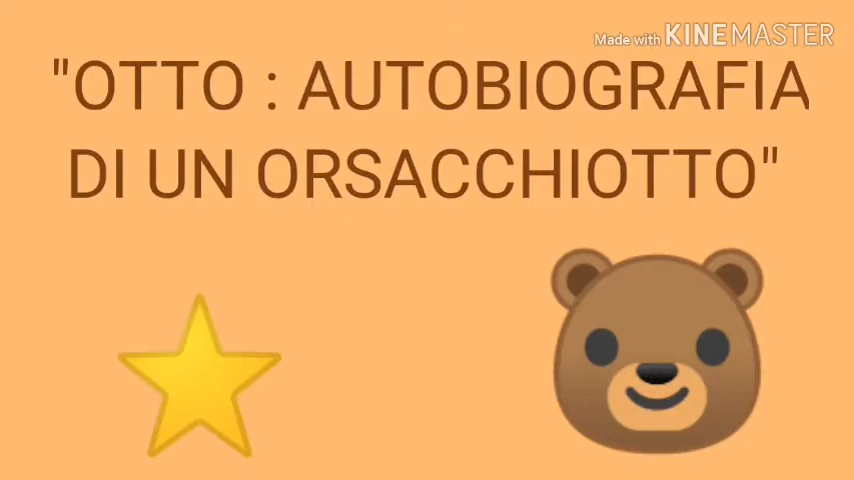 Made with KINEMASTER
"OTTO : AUTOBIOGRAFIA
DI UN ORSACCHIOTTO"